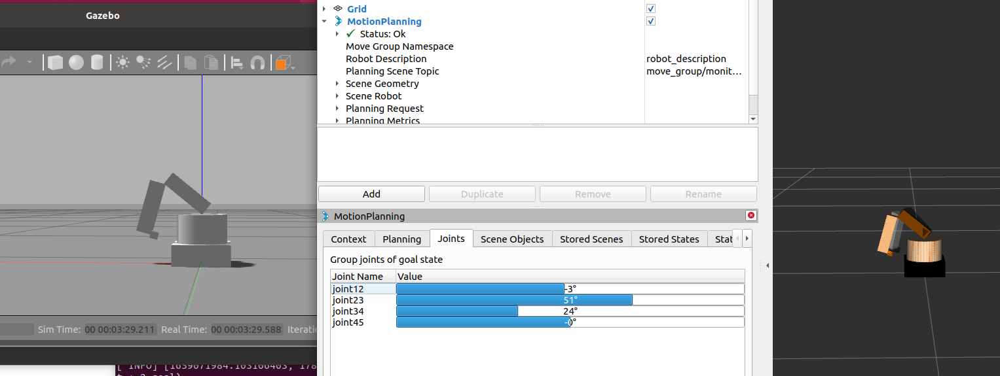 Gazebo
Sim Time: 00 00:03:29.211 Real Time: 00 00:03:29.588 Iteratio
[ INFO] [1659071984.103106403, 178
Grid
MotionPlanning
Status: Ok
Move Group Namespace
Robot Description robot_description
Planning Scene Topic move_group/monit…
Scene Geometry
Scene Robot
Planning Request
Planning Metrics
Add Duplicate Remove Rename
MotionPlanning
Context Planning Joints Scene Objects Stored Scenes Stored States Stat
Group joints of goal state
Joint Name Value
joint12 -3°
joint23 51°
joint34 24°
joint45 -0°